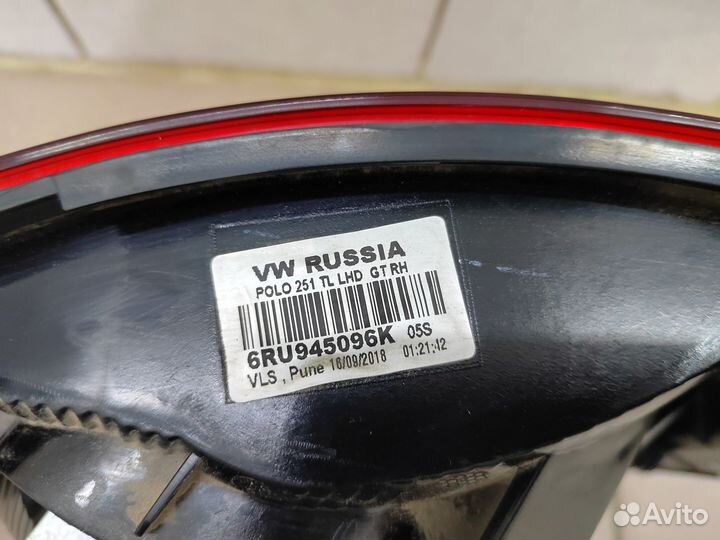 VW RUSSIA
POLO 251 TL LHD GT RH
6RU945096K 05S
VLS , Pune 16/09/2018 01:21:42
Avito